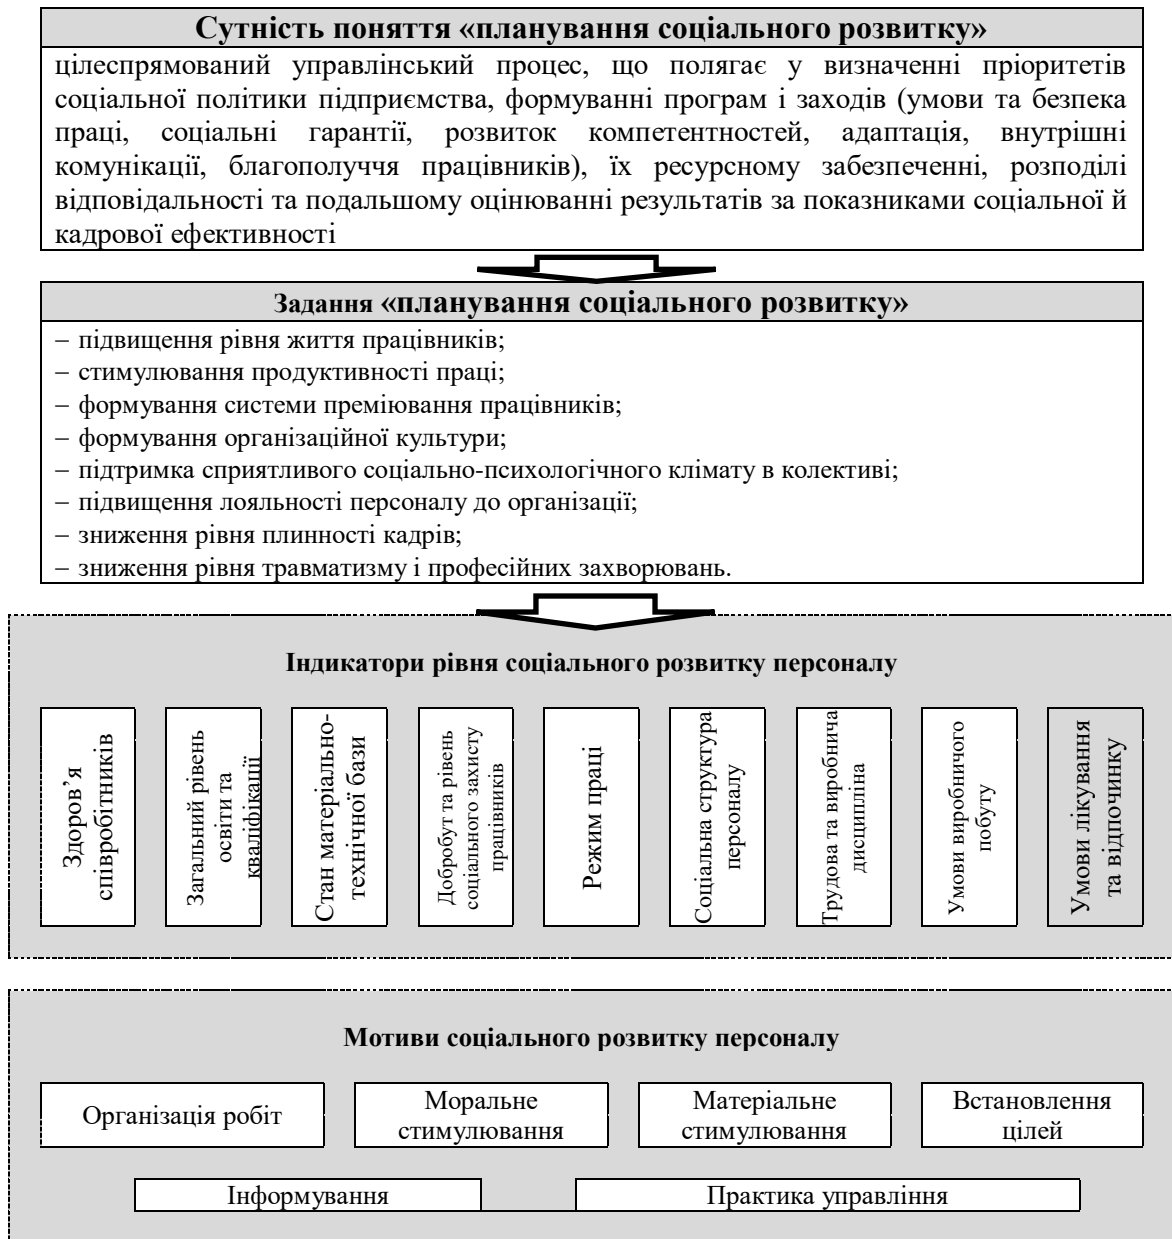 Сутність поняття «планування соціального розвитку»
цілеспрямований управлінський процес, що полягає у визначенні пріоритетів
соціальної політики підприємства, формуванні програм і заходів (умови та безпека
праці, соціальні гарантії, розвиток компетентностей, адаптація, внутрішні
комунікації, благополуччя працівників), їх ресурсному забезпеченні, розподілі
відповідальності та подальшому оцінюванні результатів за показниками соціальної й
кадрової ефективності
Задання «планування соціального розвитку»
− підвищення рівня життя працівників;
− стимулювання продуктивності праці;
− формування системи преміювання працівників;
− формування організаційної культури;
− підтримка сприятливого соціально-психологічного клімату в колективі;
− підвищення лояльності персоналу до організації;
− зниження рівня плинності кадрів;
− зниження рівня травматизму і професійних захворювань.
Індикатори рівня соціального розвитку персоналу
Здоров’я
співробітників
Загальний рівень
освіти та
кваліфікації
Стан матеріально-
технічної бази
Добробут та рівень
соціального захисту
працівників
Режим праці
Соціальна структура
персоналу
Трудова та виробнича
дисципліна
Умови виробничого
побуту
Умови лікування
та відпочинку
Мотиви соціального розвитку персоналу
Організація робіт
Моральне
стимулювання
Матеріальне
стимулювання
Встановлення
цілей
Інформування
Практика управління